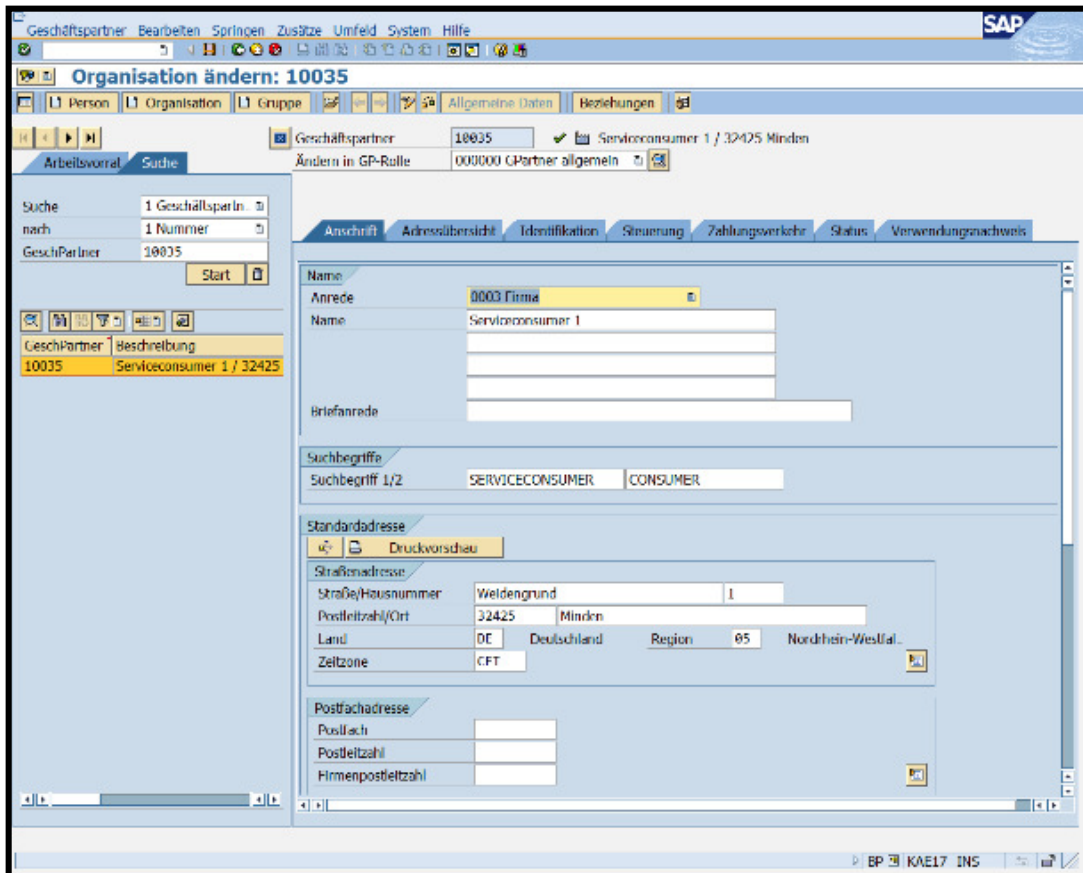 Geschäftspartner Bearbeiten Springen Zusätze Umfeld System Hilfe
SAP
Organisation ändern: 10035
Person Organisation Gruppe Allgemeine Daten Beziehungen
Geschäftspartner 10035 Serviceconsumer 1 / 32425 Minden
Ändern in GP-Rolle 000000 GPartner allgemein
Arbeitsvorrat Suche
Suche 1 Geschäftspartn..
nach 1 Nummer
GeschPartner 10035
Start
GeschPartner Beschreibung
10035 Serviceconsumer 1 / 32425
Anschrift Adressübersicht Identifikation Steuerung Zahlungsverkehr Status Verwendungsnachweis
Name
Anrede 0003 Firma
Name Serviceconsumer 1
Briefanrede
Suchbegriffe
Suchbegriff 1/2 SERVICECONSUMER CONSUMER
Standardadresse
Druckvorschau
Straßenadresse
Straße/Hausnummer Weidengrund 1
Postleitzahl/Ort 32425 Minden
Land DE Deutschland Region 05 Nordrhein-Westfal..
Zeitzone CET
Postfachadresse
Postfach
Postleitzahl
Firmenpostleitzahl
BP KAE17 INS